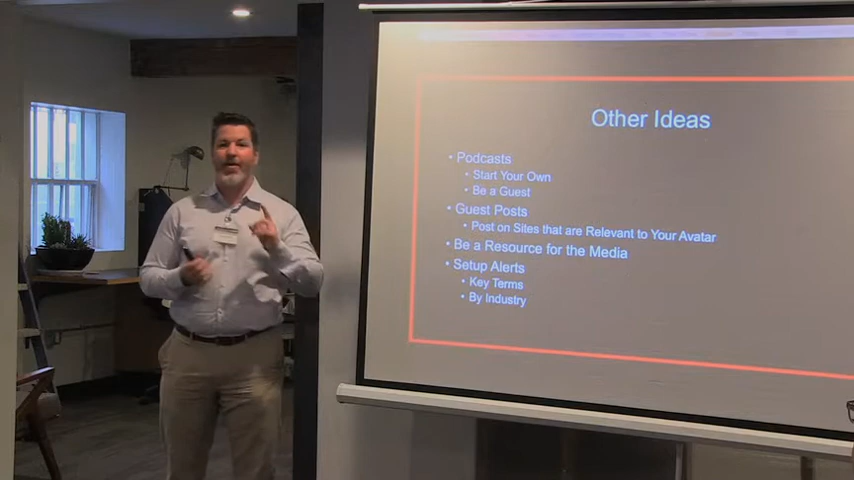 Other Ideas
• Podcasts
• Start Your Own
• Be a Guest
• Guest Posts
• Post on Sites that are Relevant to Your Avatar
• Be a Resource for the Media
• Setup Alerts
• Key Terms
• By Industry